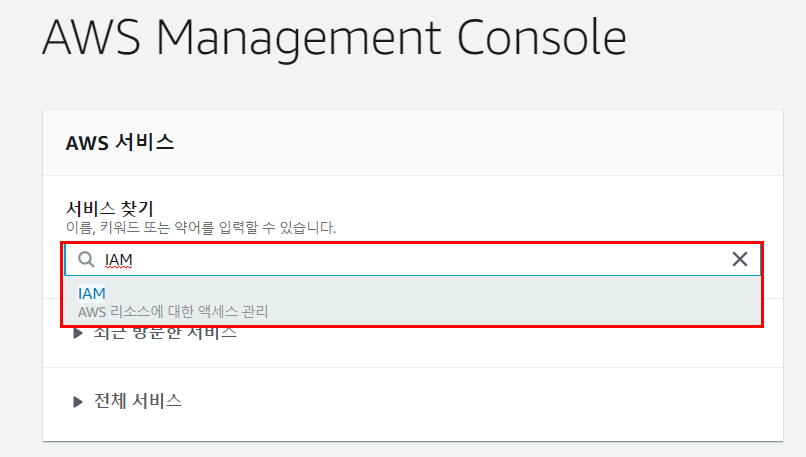 AWS Management Console
AWS 서비스
서비스 찾기
이름, 키워드 또는 약어를 입력할 수 있습니다.
IAM
IAM
AWS 리소스에 대한 액세스 관리
최근 방문한 서비스
전체 서비스